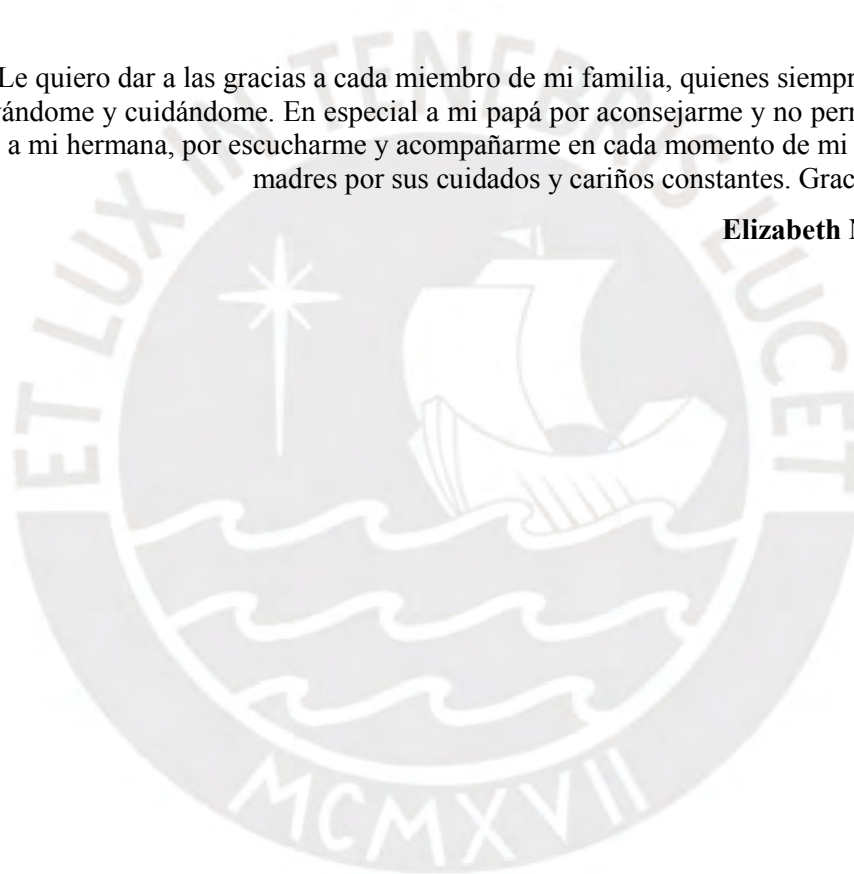 Le quiero dar a las gracias a cada miembro de mi familia, quienes siempr
vándome y cuidándome. En especial a mi papá por aconsejarme y no perr
a mi hermana, por escucharme y acompañarme en cada momento de mi
madres por sus cuidados y cariños constantes. Grac
Elizabeth
ET LUX IN TENEBRIS LUCET
MCMXVII